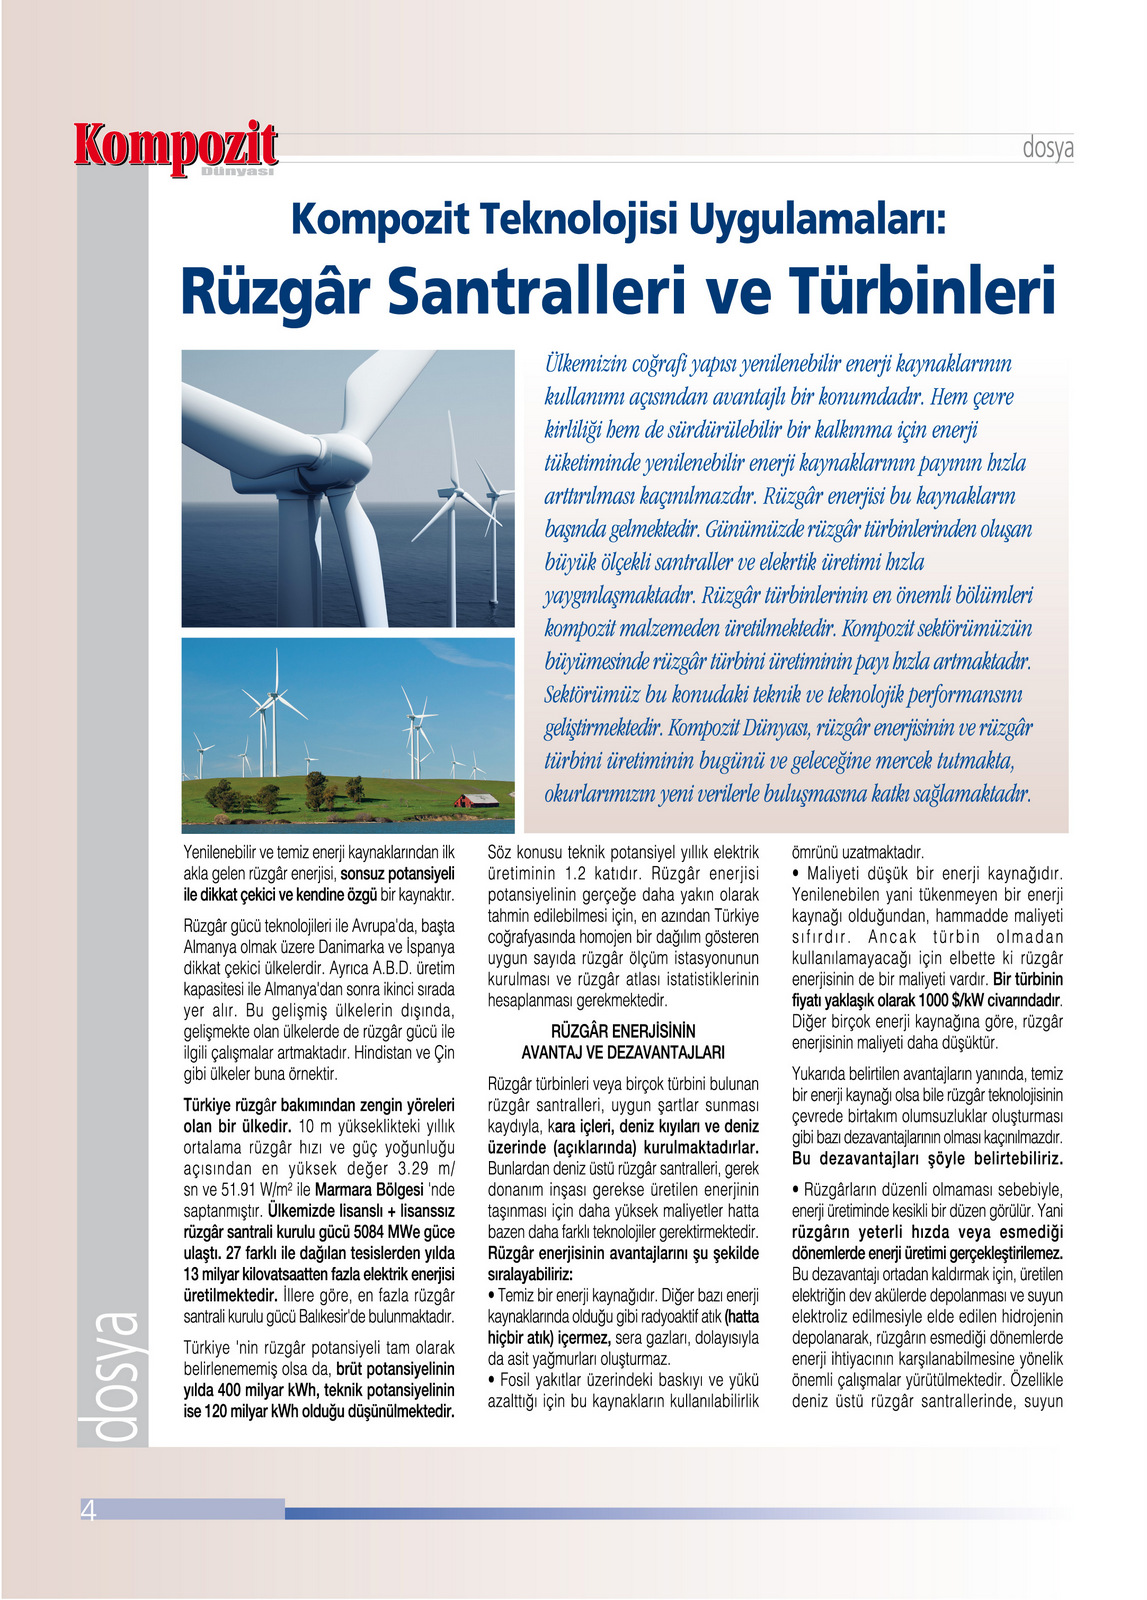 Kompozit
Dünyası
dosya
Kompozit Teknolojisi Uygulamaları:
Rüzgâr Santralleri ve Türbinleri
Ülkemizin coğrafi yapısı yenilenebilir enerji kaynaklarının
kullanımı açısından avantajlı bir konumdadır. Hem çevre
kirliliği hem de sürdürülebilir bir kalkınma için enerji
tüketiminde yenilenebilir enerji kaynaklarının payının hızla
arttırılması kaçınılmazdır. Rüzgâr enerjisi bu kaynakların
başında gelmektedir. Günümüzde rüzgâr türbinlerinden oluşan
büyük ölçekli santraller ve elekrtik üretimi hızla
yaygınlaşmaktadır. Rüzgâr türbinlerinin en önemli bölümleri
kompozit malzemeden üretilmektedir. Kompozit sektörümüzün
büyümesinde rüzgâr türbini üretiminin payı hızla artmaktadır.
Sektörümüz bu konudaki teknik ve teknolojik performansını
geliştirmektedir. Kompozit Dünyası, rüzgâr enerjisinin ve rüzgâr
türbini üretiminin bugünü ve geleceğine mercek tutmakta,
okurlarımızın yeni verilerle buluşmasına katkı sağlamaktadır.
Yenilenebilir ve temiz enerji kaynaklarından ilk
akla gelen rüzgâr enerjisi, sonsuz potansiyeli
ile dikkat çekici ve kendine özgü bir kaynaktır.
Rüzgâr gücü teknolojileri ile Avrupa'da, başta
Almanya olmak üzere Danimarka ve İspanya
dikkat çekici ülkelerdir. Ayrıca A.B.D. üretim
kapasitesi ile Almanya'dan sonra ikinci sırada
yer alır. Bu gelişmiş ülkelerin dışında,
gelişmekte olan ülkelerde de rüzgâr gücü ile
ilgili çalışmalar artmaktadır. Hindistan ve Çin
gibi ülkeler buna örnektir.
Türkiye rüzgâr bakımından zengin yöreleri
olan bir ülkedir. 10 m yükseklikteki yıllık
ortalama rüzgâr hızı ve güç yoğunluğu
açısından en yüksek değer 3.29 m/
sn ve 51.91 W/m² ile Marmara Bölgesi 'nde
saptanmıştır. Ülkemizde lisanslı + lisanssız
rüzgâr santrali kurulu gücü 5084 MWe güce
ulaştı. 27 farklı ile dağılan tesislerden yılda
13 milyar kilovatsaatten fazla elektrik enerjisi
üretilmektedir. İllere göre, en fazla rüzgâr
santrali kurulu gücü Balıkesir'de bulunmaktadır.
Türkiye 'nin rüzgâr potansiyeli tam olarak
belirlenememiş olsa da, brüt potansiyelinin
yılda 400 milyar kWh, teknik potansiyelinin
ise 120 milyar kWh olduğu düşünülmektedir.
Söz konusu teknik potansiyel yıllık elektrik
üretiminin 1.2 katıdır. Rüzgâr enerjisi
potansiyelinin gerçeğe daha yakın olarak
tahmin edilebilmesi için, en azından Türkiye
coğrafyasında homojen bir dağılım gösteren
uygun sayıda rüzgâr ölçüm istasyonunun
kurulması ve rüzgâr atlası istatistiklerinin
hesaplanması gerekmektedir.
RÜZGÂR ENERJİSİNİN
AVANTAJ VE DEZAVANTAJLARI
Rüzgâr türbinleri veya birçok türbini bulunan
rüzgâr santralleri, uygun şartlar sunması
kaydıyla, kara içleri, deniz kıyıları ve deniz
üzerinde (açıklarında) kurulmaktadırlar.
Bunlardan deniz üstü rüzgâr santralleri, gerek
donanım inşası gerekse üretilen enerjinin
taşınması için daha yüksek maliyetler hatta
bazen daha farklı teknolojiler gerektirmektedir.
Rüzgâr enerjisinin avantajlarını şu şekilde
sıralayabiliriz:
• Temiz bir enerji kaynağıdır. Diğer bazı enerji
kaynaklarında olduğu gibi radyoaktif atık (hatta
hiçbir atık) içermez, sera gazları, dolayısıyla
da asit yağmurları oluşturmaz.
• Fosil yakıtlar üzerindeki baskıyı ve yükü
azalttığı için bu kaynakların kullanılabilirlik
ömrünü uzatmaktadır.
• Maliyeti düşük bir enerji kaynağıdır.
Yenilenebilen yani tükenmeyen bir enerji
kaynağı olduğundan, hammadde maliyeti
sıfırdır. Ancak türbin olmadan
kullanılamayacağı için elbette ki rüzgâr
enerjisinin de bir maliyeti vardır. Bir türbinin
fiyatı yaklaşık olarak 1000 $/kW civarındadır.
Diğer birçok enerji kaynağına göre, rüzgâr
enerjisinin maliyeti daha düşüktür.
Yukarıda belirtilen avantajların yanında, temiz
bir enerji kaynağı olsa bile rüzgâr teknolojisinin
çevrede birtakım olumsuzluklar oluşturması
gibi bazı dezavantajlarının olması kaçınılmazdır.
Bu dezavantajları şöyle belirtebiliriz.
• Rüzgârların düzenli olmaması sebebiyle,
enerji üretiminde kesikli bir düzen görülür. Yani
rüzgârın yeterli hızda veya esmediği
dönemlerde enerji üretimi gerçekleştirilemez.
Bu dezavantajı ortadan kaldırmak için, üretilen
elektriğin dev akülerde depolanması ve suyun
elektroliz edilmesiyle elde edilen hidrojenin
depolanarak, rüzgârın esmediği dönemlerde
enerji ihtiyacının karşılanabilmesine yönelik
önemli çalışmalar yürütülmektedir. Özellikle
deniz üstü rüzgâr santrallerinde, suyun
dosya
4